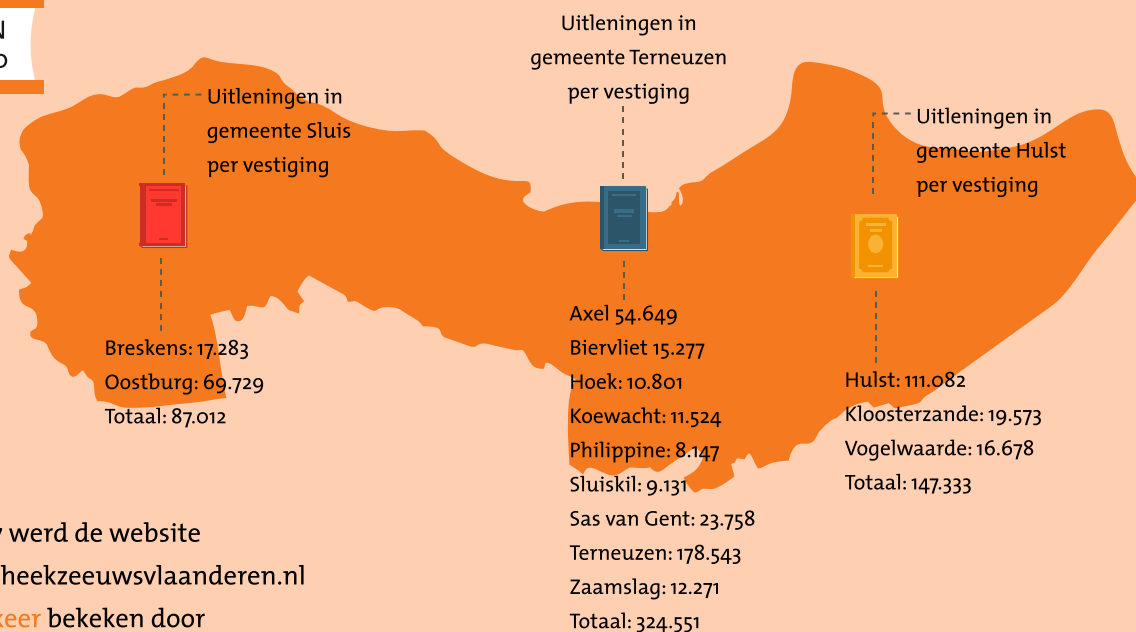 Uitleningen in
gemeente Sluis
per vestiging
Breskens: 17.283
Oostburg: 69.729
Totaal: 87.012
Uitleningen in
gemeente Terneuzen
per vestiging
Axel 54.649
Biervliet 15.277
Hoek: 10.801
Koewacht: 11.524
Philippine: 8.147
Sluiskil: 9.131
Sas van Gent: 23.758
Terneuzen: 178.543
Zaamslag: 12.271
Totaal: 324.551
Uitleningen in
gemeente Hulst
per vestiging
Hulst: 111.082
Kloosterzande: 19.573
Vogelwaarde: 16.678
Totaal: 147.333
werd de website
heekzeeuwsvlaanderen.nl
keer bekeken door